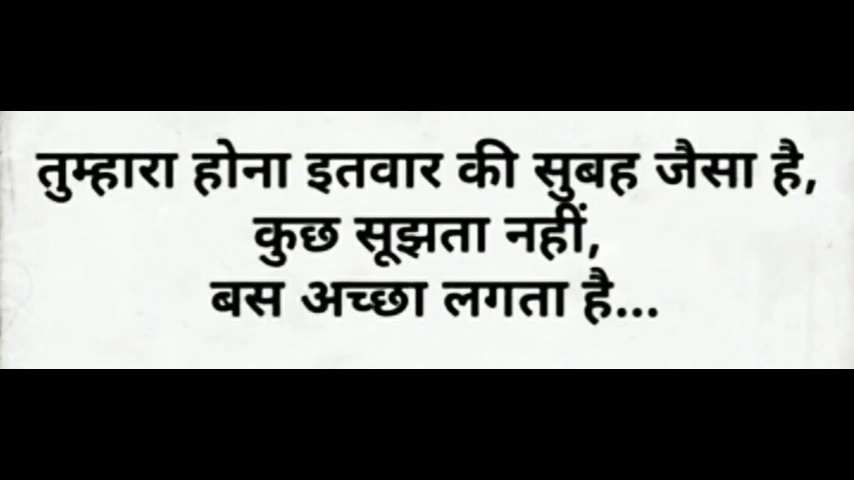 तुम्हारा होना इतवार की सुबह जैसा है,
कुछ सूझता नहीं,
बस अच्छा लगता है...